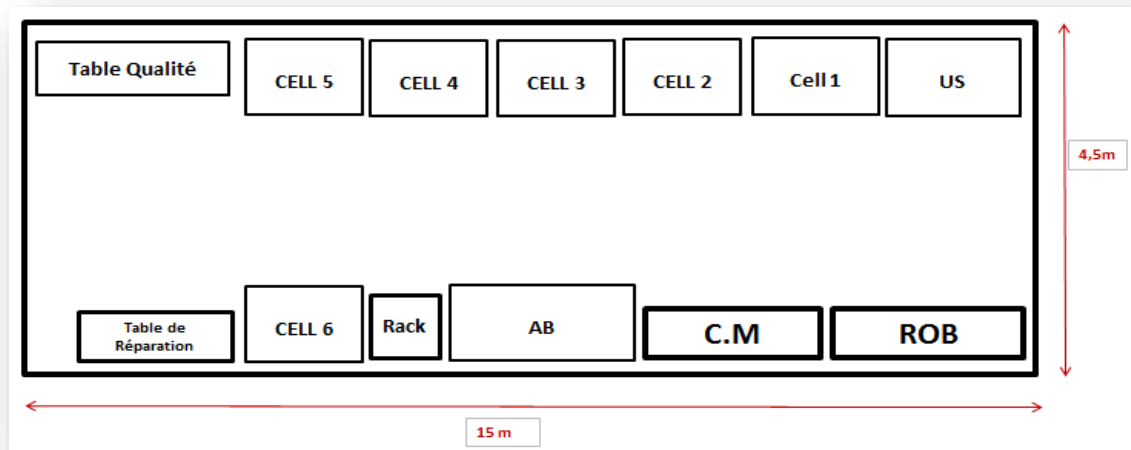 Table Qualité
CELL 5
CELL 4
CELL 3
CELL 2
Cell 1
US
4,5m
Table de
Réparation
CELL 6
Rack
AB
C.M
ROB
15 m